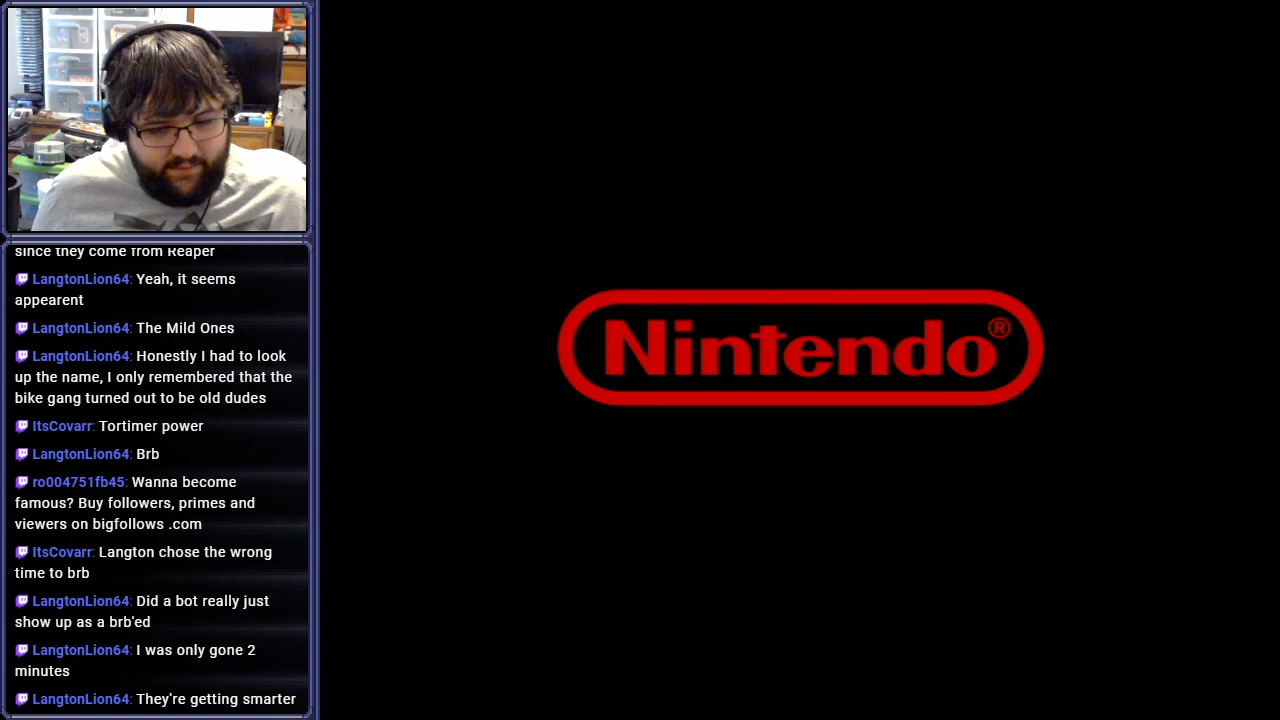 since they come from Reaper
LangtonLion64: Yeah, it seems
appearent
LangtonLion64: The Mild Ones
LangtonLion64: Honestly I had to look
up the name, I only remembered that the
bike gang turned out to be old dudes
ItsCovarr: Tortimer power
LangtonLion64: Brb
ro004751fb45: Wanna become
famous? Buy followers, primes and
viewers on bigfollows .com
ItsCovarr: Langton chose the wrong
time to brb
LangtonLion64: Did a bot really just
show up as a brb'ed
LangtonLion64: I was only gone 2
minutes
LangtonLion64: They're getting smarter
Nintendo®